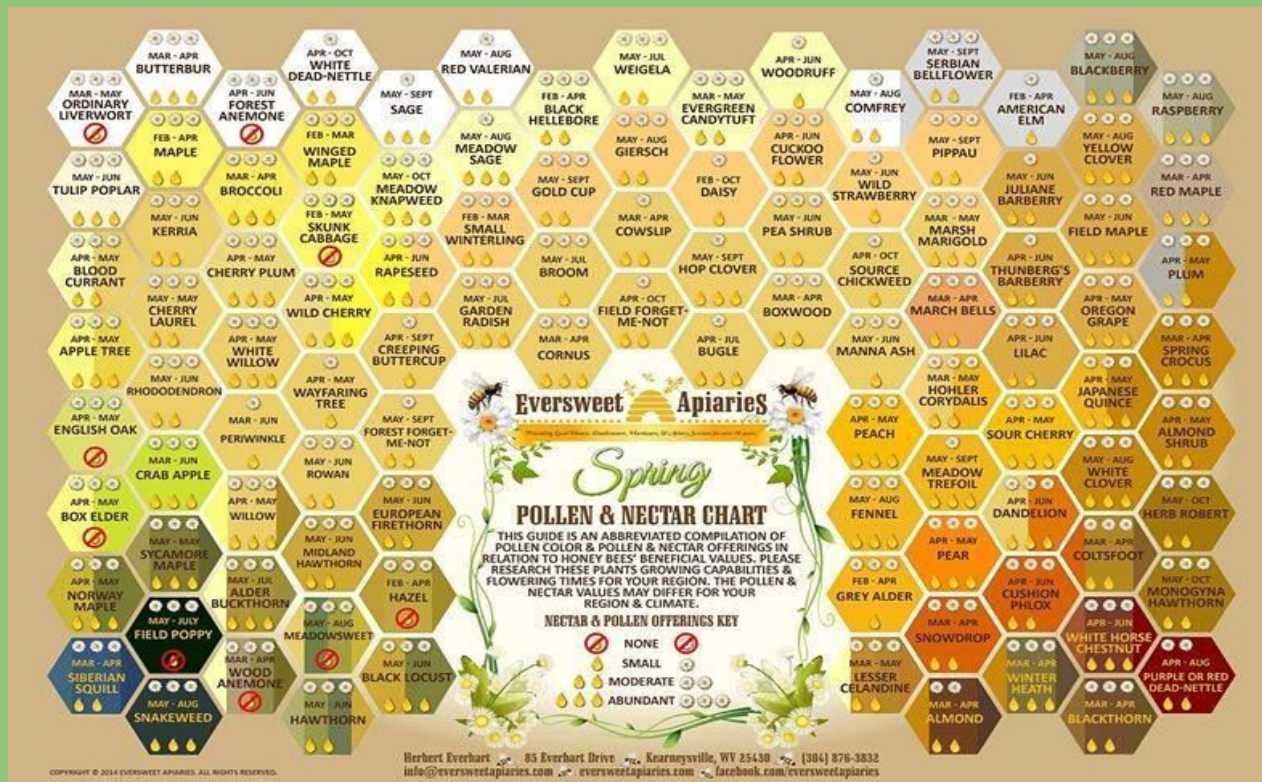 MAR - APR
BUTTERBUR
APR - OCT
WHITE
DEAD-NETTLE
MAY - AUG
RED VALERIAN
MAY - JUL
WEIGELA
APR - JUN
WOODRUFF
MAY - SEPT
SERBIAN
BELLFLOWER
MAY - AUG
BLACKBERRY
MAR - MAY
ORDINARY
LIVERWORT
APR - JUN
FOREST
ANEMONE
MAY - SEPT
SAGE
FEB - APR
BLACK
HELLEBORE
MAR - MAY
EVERGREEN
CANDYTUFT
MAY - AUG
COMFREY
FEB - APR
AMERICAN
ELM
MAY - AUG
RASPBERRY
FEB - APR
MAPLE
FEB - MAR
WINGED
MAPLE
MAY - AUG
MEADOW
SAGE
MAY - AUG
GIERSCH
APR - JUN
CUCKOO
FLOWER
MAY - SEPT
PIPPAU
MAY - AUG
YELLOW
CLOVER
MAY - JUN
TULIP POPLAR
MAR - APR
BROCCOLI
MAY - OCT
MEADOW
KNAPWEED
MAY - SEPT
GOLD CUP
FEB - OCT
DAISY
MAY - JUN
WILD
STRAWBERRY
MAY - JUN
JULIANE
BARBERRY
MAR - APR
RED MAPLE
MAY - JUN
KERRIA
FEB - MAY
SKUNK
CABBAGE
FEB - MAR
SMALL
WINTERLING
MAR - APR
COWSLIP
MAY - JUN
PEA SHRUB
MAR - MAY
MARSH
MARIGOLD
MAY - JUN
FIELD MAPLE
APR - MAY
BLOOD
CURRANT
APR - MAY
CHERRY PLUM
APR - JUN
RAPESEED
MAY - JUL
BROOM
MAY - SEPT
HOP CLOVER
APR - OCT
SOURCE
CHICKWEED
APR - JUN
THUNBERG'S
BARBERRY
APR - MAY
PLUM
MAY - MAY
CHERRY
LAUREL
APR - MAY
WILD CHERRY
MAY - JUL
GARDEN
RADISH
APR - OCT
FIELD FORGET-
ME-NOT
MAR - APR
BOXWOOD
MAR - APR
MARCH BELLS
APR - MAY
OREGON
GRAPE
APR - MAY
APPLE TREE
APR - MAY
WHITE
WILLOW
APR - SEPT
CREEPING
BUTTERCUP
MAR - APR
CORNUS
APR - JUL
BUGLE
MAY - JUN
MANNA ASH
APR - JUN
LILAC
MAR - APR
SPRING
CROCUS
MAY - JUN
RHODODENDRON
APR - MAY
WAYFARING
TREE
MAR - MAY
HOHLER
CORYDALIS
APR - MAY
JAPANESE
QUINCE
APR - MAY
ENGLISH OAK
MAR - JUN
PERIWINKLE
MAY - SEPT
FOREST FORGET-
ME-NOT
APR - MAY
PEACH
APR - MAY
SOUR CHERRY
APR - MAY
ALMOND
SHRUB
MAR - JUN
CRAB APPLE
MAY - JUN
ROWAN
MAY - SEPT
MEADOW
TREFOIL
MAY - AUG
WHITE
CLOVER
APR - MAY
BOX ELDER
APR - MAY
WILLOW
MAY - JUN
EUROPEAN
FIRETHORN
MAY - AUG
FENNEL
APR - JUN
DANDELION
MAY - OCT
HERB ROBERT
MAY - MAY
SYCAMORE
MAPLE
MAY - JUN
MIDLAND
HAWTHORN
APR - MAY
PEAR
MAR - APR
COLTSFOOT
APR - MAY
NORWAY
MAPLE
MAY - JUL
ALDER
BUCKTHORN
FEB - APR
HAZEL
FEB - APR
GREY ALDER
APR - JUN
CUSHION
PHLOX
MAY - OCT
MONOGYNA
HAWTHORN
MAY - JULY
FIELD POPPY
MAY - AUG
MEADOWSWEET
MAR - APR
SNOWDROP
APR - JUN
WHITE HORSE
CHESTNUT
MAR - APR
SIBERIAN
SQUILL
MAR - APR
WOOD
ANEMONE
MAY - JUN
BLACK LOCUST
MAR - MAY
LESSER
CELANDINE
MAR - APR
WINTER
HEATH
APR - AUG
PURPLE OR RED
DEAD-NETTLE
MAY - AUG
SNAKEWEED
MAY - JUN
HAWTHORN
MAR - APR
ALMOND
MAR - APR
BLACKTHORN
Eversweet Apiaries
Spring
POLLEN & NECTAR CHART
THIS GUIDE IS AN ABBREVIATED COMPILATION OF
POLLEN COLOR & POLLEN & NECTAR OFFERINGS IN
RELATION TO HONEY BEES' BENEFICIAL VALUES. PLEASE
RESEARCH THESE PLANTS GROWING CAPABILITIES &
FLOWERING TIMES FOR YOUR REGION. THE POLLEN &
NECTAR VALUES MAY DIFFER FOR YOUR
REGION & CLIMATE.
NECTAR & POLLEN OFFERINGS KEY
NONE
SMALL
MODERATE
ABUNDANT
Herbert Everhart 85 Everhart Drive Kearneysville, WV 25430 (304) 876-3832
info@eversweetapiaries.com eversweetapiaries.com facebook.com/eversweetapiaries
COPYRIGHT © 2014 EVERSWEET APIARIES. ALL RIGHTS RESERVED.